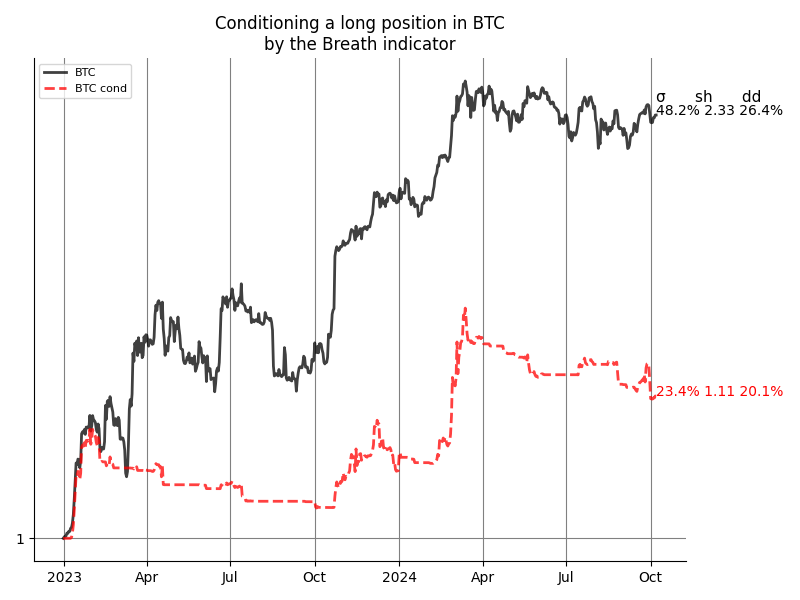 Conditioning a long position in BTC
by the Breath indicator
BTC
BTC cond
σ sh dd
48.2% 2.33 26.4%
23.4% 1.11 20.1%
1
2023 Apr Jul Oct 2024 Apr Jul Oct